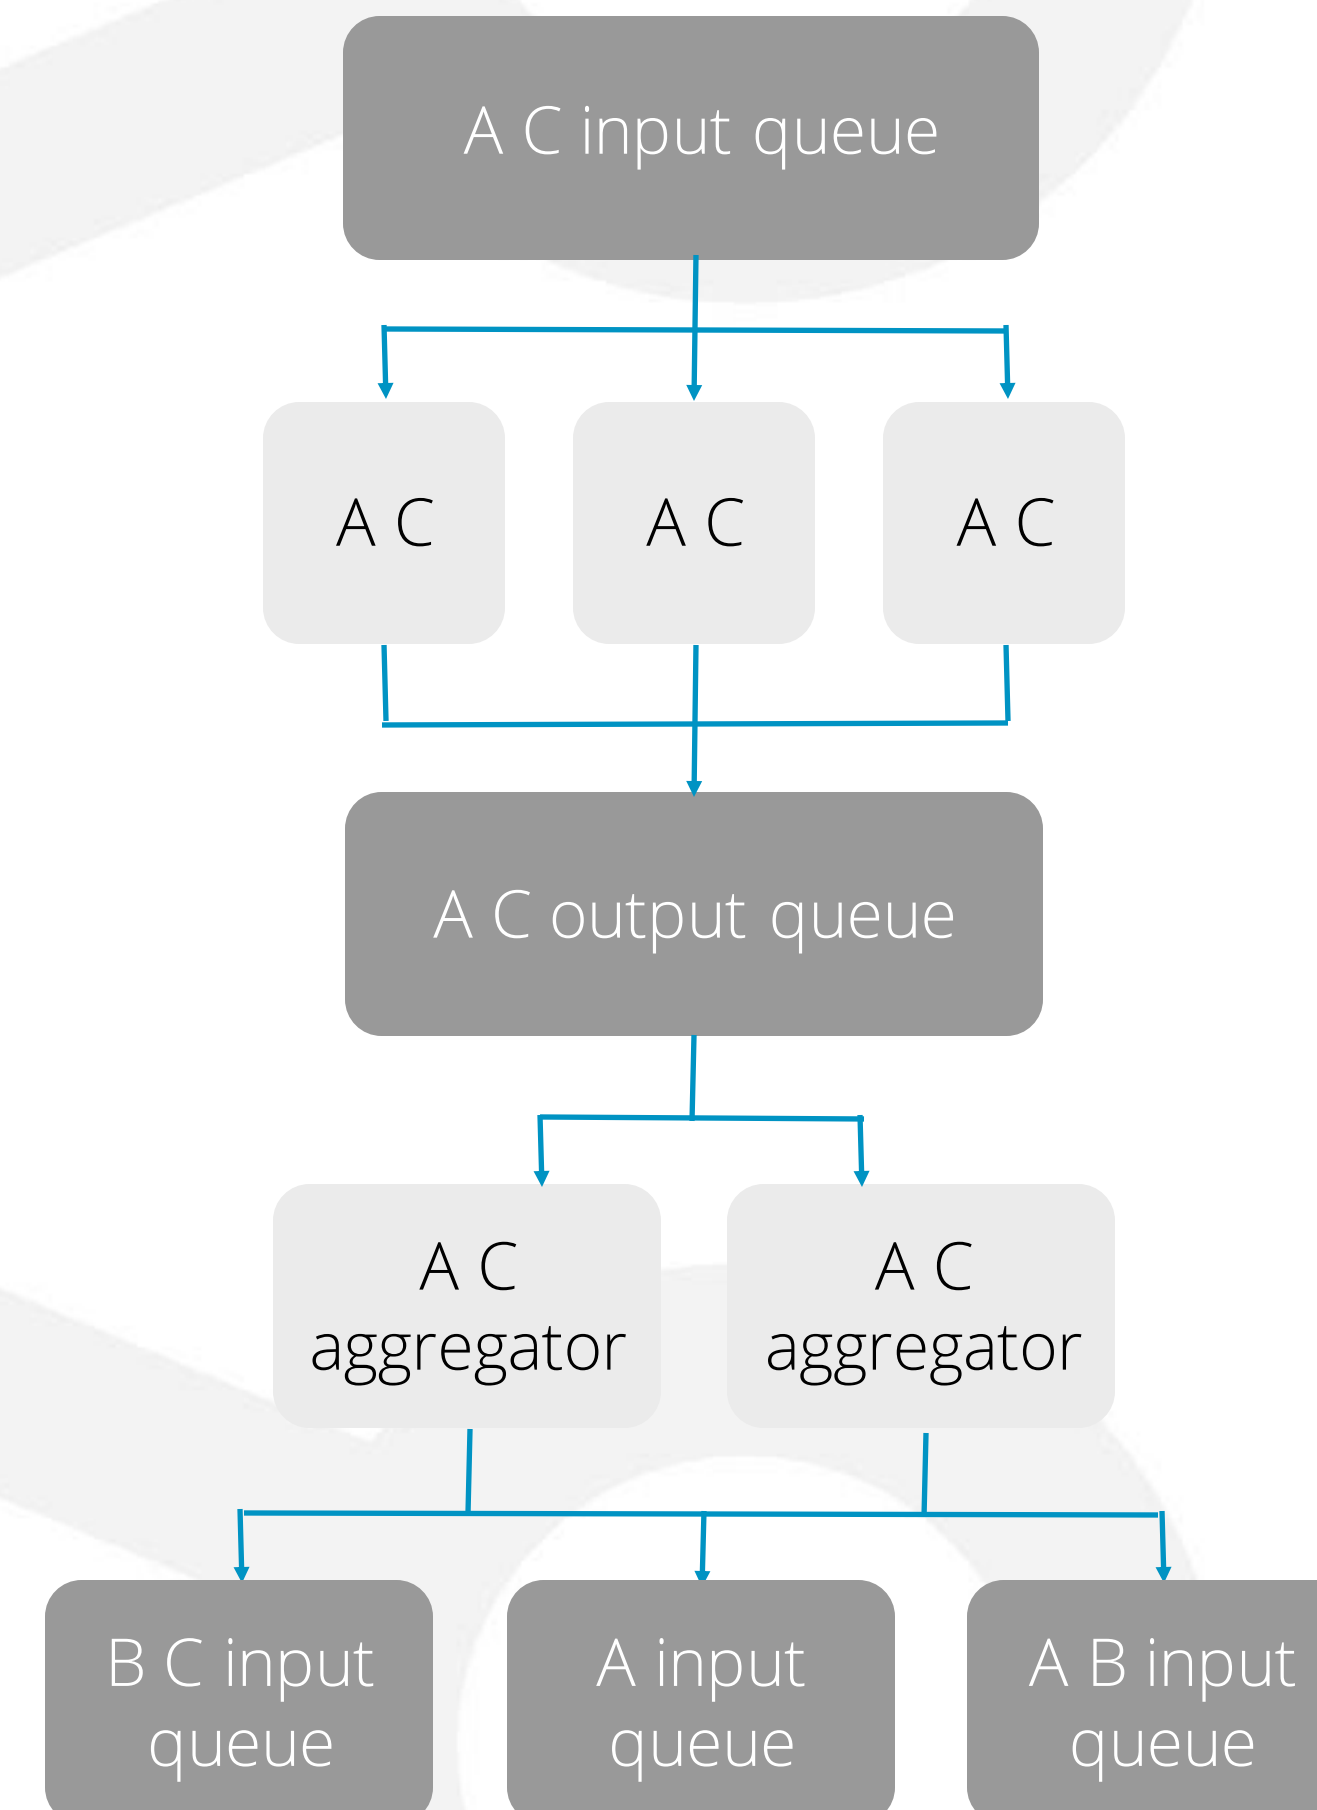 A C input queue
A C
A C
A C
A C output queue
A C
aggregator
A C
aggregator
B C input
queue
A input
queue
A B input
queue